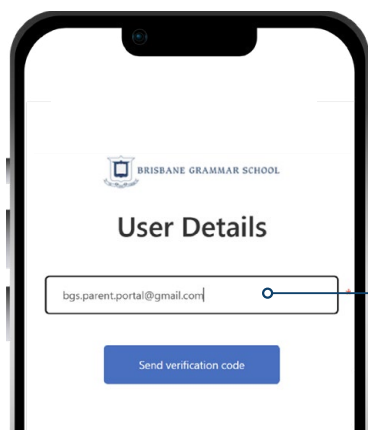 BRISBANE GRAMMAR SCHOOL
User Details
bgs.parent.portal@gmail.com
*
Send verification code